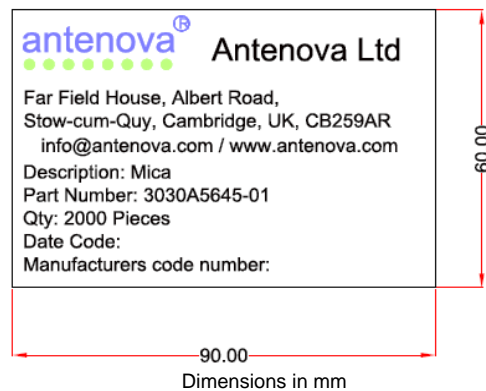 antenova®
Antenova Ltd
Far Field House, Albert Road,
Stow-cum-Quy, Cambridge, UK, CB259AR
info@antenova.com / www.antenova.com
Description: Mica
Part Number: 3030A5645-01
Qty: 2000 Pieces
Date Code:
Manufacturers code number:
60.00
90.00
Dimensions in mm